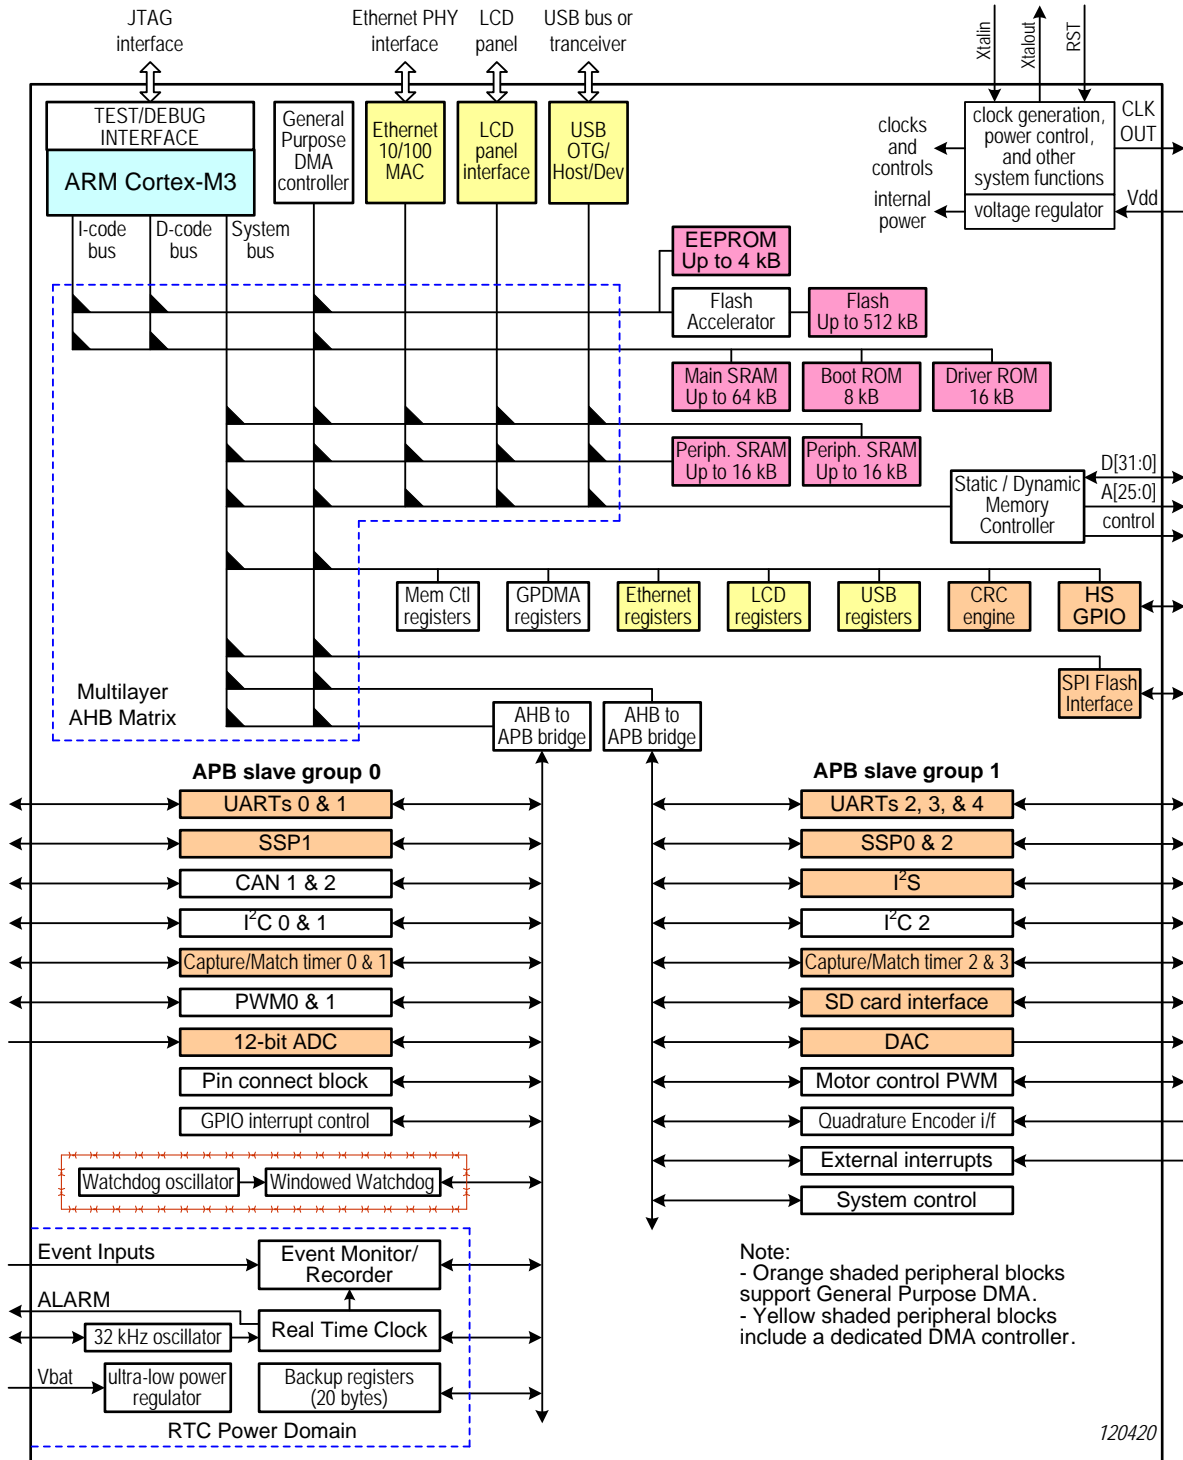 JTAG
interface
Ethernet PHY
interface
LCD
panel
USB bus or
tranceiver
Xtalin
Xtalout
RST
TEST/DEBUG
INTERFACE
ARM Cortex-M3
General
Purpose
DMA
controller
Ethernet
10/100
MAC
LCD
panel
interface
USB
OTG/
Host/Dev
clocks
and
controls
clock generation,
power control,
and other
system functions
CLK
OUT
internal
power
voltage regulator
Vdd
I-code
bus
D-code
bus
System
bus
EEPROM
Up to 4 kB
Flash
Accelerator
Flash
Up to 512 kB
Main SRAM
Up to 64 kB
Boot ROM
8 kB
Driver ROM
16 kB
Periph. SRAM
Up to 16 kB
Periph. SRAM
Up to 16 kB
Static / Dynamic
Memory
Controller
D[31:0]
A[25:0]
control
Mem Ctl
registers
GPDMA
registers
Ethernet
registers
LCD
registers
USB
registers
CRC
engine
HS
GPIO
SPI Flash
Interface
Multilayer
AHB Matrix
AHB to
APB bridge
AHB to
APB bridge
APB slave group 0
UARTs 0 & 1
SSP1
CAN 1 & 2
I²C 0 & 1
Capture/Match timer 0 & 1
PWM0 & 1
12-bit ADC
Pin connect block
GPIO interrupt control
Watchdog oscillator
Windowed Watchdog
APB slave group 1
UARTs 2, 3, & 4
SSP0 & 2
I²S
I²C 2
Capture/Match timer 2 & 3
SD card interface
DAC
Motor control PWM
Quadrature Encoder i/f
External interrupts
System control
Event Inputs
Event Monitor/
Recorder
ALARM
32 kHz oscillator
Real Time Clock
Vbat
ultra-low power
regulator
Backup registers
(20 bytes)
RTC Power Domain
Note:
- Orange shaded peripheral blocks
support General Purpose DMA.
- Yellow shaded peripheral blocks
include a dedicated DMA controller.
120420